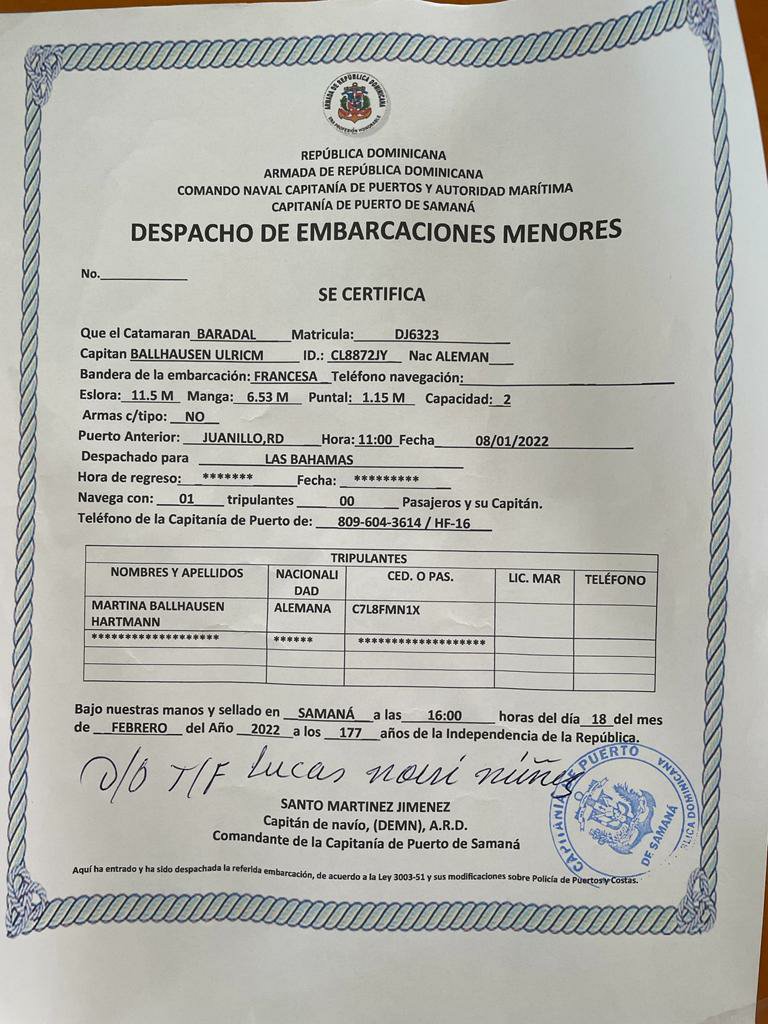 ARMADA DE REPÚBLICA DOMINICANA
UNA PROFESIÓN HONORABLE
REPÚBLICA DOMINICANA
ARMADA DE REPÚBLICA DOMINICANA
COMANDO NAVAL CAPITANÍA DE PUERTOS Y AUTORIDAD MARÍTIMA
CAPITANÍA DE PUERTO DE SAMANÁ
DESPACHO DE EMBARCACIONES MENORES
No.____________
SE CERTIFICA
Que el Catamaran BARADAL Matricula: DJ6323
Capitan BALLHAUSEN ULRICM ID.: CL8872JY Nac ALEMAN
Bandera de la embarcación: FRANCESA Teléfono navegación:
Eslora: 11.5 M Manga: 6.53 M Puntal: 1.15 M Capacidad: 2
Armas c/tipo: NO
Puerto Anterior: JUANILLO,RD Hora: 11:00 Fecha 08/01/2022
Despachado para LAS BAHAMAS
Hora de regreso: ******* Fecha: *********
Navega con: 01 tripulantes 00 Pasajeros y su Capitán.
Teléfono de la Capitanía de Puerto de: 809-604-3614 / HF-16
TRIPULANTES
NOMBRES Y APELLIDOS NACIONALI DAD CED. O PAS. LIC. MAR TELÉFONO
MARTINA BALLHAUSEN HARTMANN ALEMANA C7L8FMN1X
******************* ****** *******************
Bajo nuestras manos y sellado en SAMANÁ a las 16:00 horas del día 18 del mes
de FEBRERO del Año 2022 a los 177 años de la Independencia de la República.
D/O T/F Lucas Núñez
SANTO MARTINEZ JIMENEZ
Capitán de navío, (DEMN), A.R.D.
Comandante de la Capitanía de Puerto de Samaná
CAPITANÍA DE PUERTO DE SAMANÁ
DOMINICANA
Aquí ha entrado y ha sido despachada la referida embarcación, de acuerdo a la Ley 3003-51 y sus modificaciones sobre Policía de Puertos y Costas.